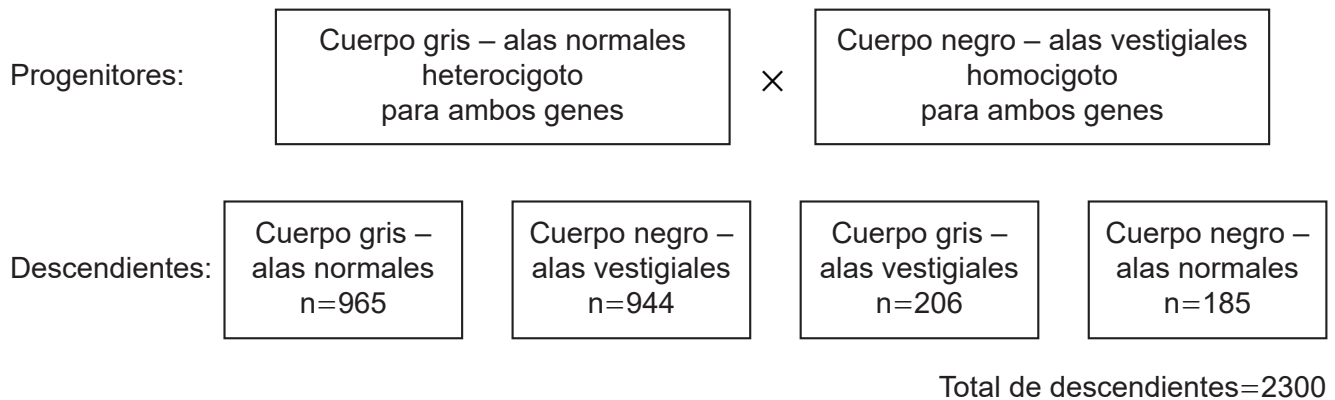 Progenitores:
Cuerpo gris – alas normales
heterocigoto
para ambos genes
×
Cuerpo negro – alas vestigiales
homocigoto
para ambos genes
Descendientes:
Cuerpo gris –
alas normales
n=965
Cuerpo negro –
alas vestigiales
n=944
Cuerpo gris –
alas vestigiales
n=206
Cuerpo negro –
alas normales
n=185
Total de descendientes=2300